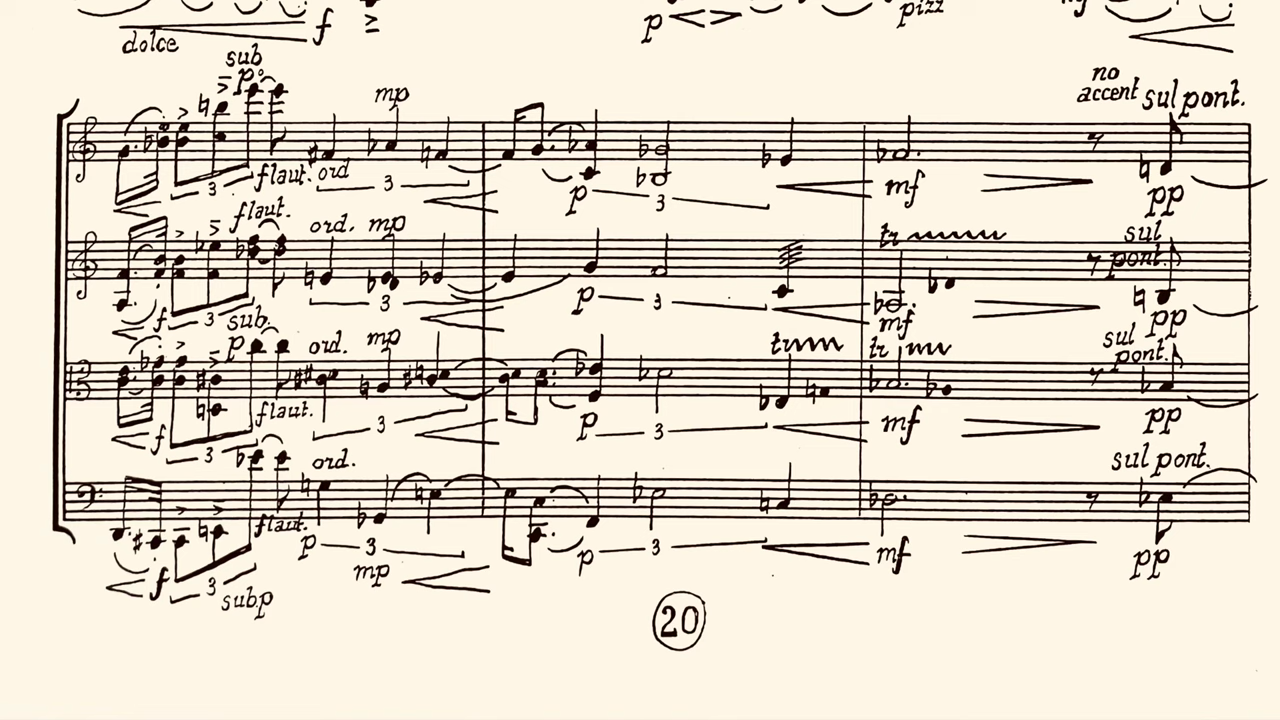 dolce f p pizz
sub
p
mp
no
accent sul pont.
3 flaut. ord 3
p 3
mf
pp
flaut.
ord. mp
tr
sul
pont.
f 3 sub.
3
p 3
mf
pp
p
ord. mp
tr
tr
sul
pont.
f 3 flaut.
3
p 3
mf
pp
ord.
sul pont.
flaut.
f 3 sub.p
p 3
mp
p 3
mf
pp
20